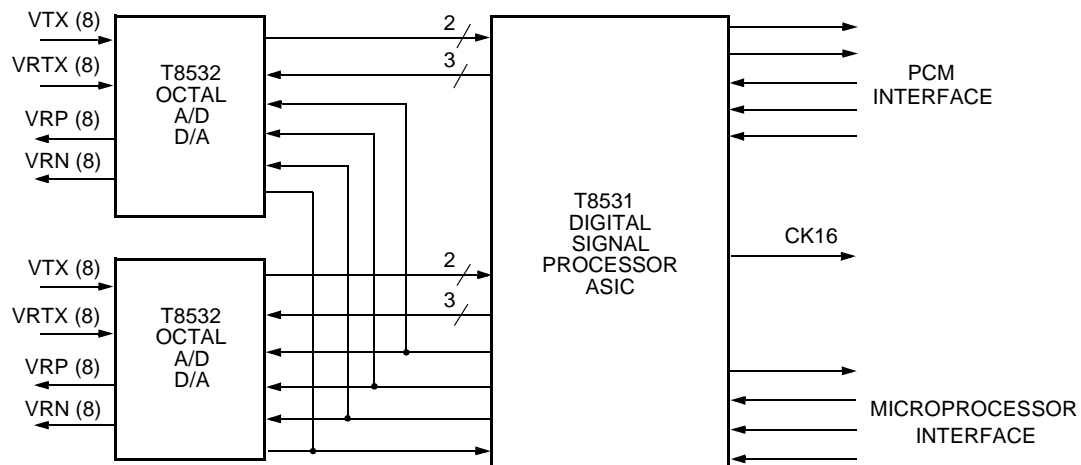 VTX (8)
VRTX (8)
VRP (8)
VRN (8)
T8532
OCTAL
A/D
D/A
2
3
VTX (8)
VRTX (8)
VRP (8)
VRN (8)
T8532
OCTAL
A/D
D/A
2
3
T8531
DIGITAL
SIGNAL
PROCESSOR
ASIC
PCM
INTERFACE
CK16
MICROPROCESSOR
INTERFACE